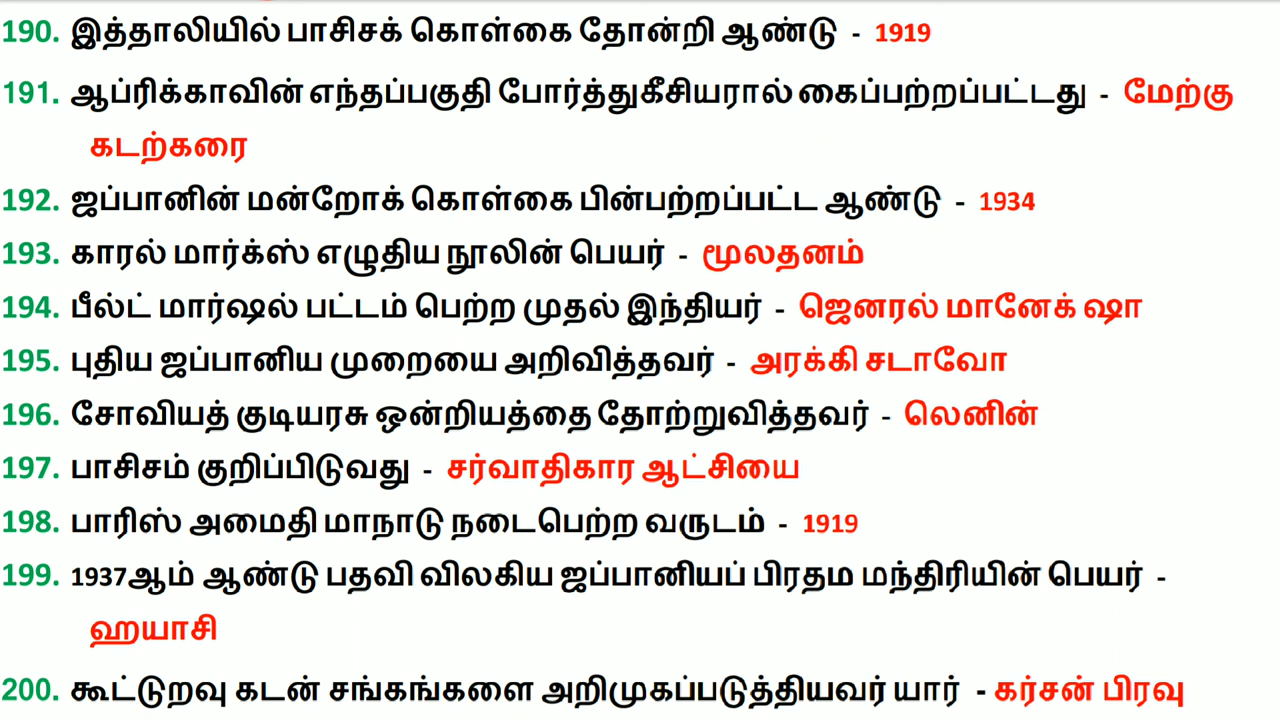 190. இத்தாலியில் பாசிசக் கொள்கை தோன்றி ஆண்டு - 1919
191. ஆப்ரிக்காவின் எந்தப்பகுதி போர்த்துகீசியரால் கைப்பற்றப்பட்டது - மேற்கு
கடற்கரை
192. ஜப்பானின் மன்றோக் கொள்கை பின்பற்றப்பட்ட ஆண்டு - 1934
193. காரல் மார்க்ஸ் எழுதிய நூலின் பெயர் - மூலதனம்
194. பீல்ட் மார்ஷல் பட்டம் பெற்ற முதல் இந்தியர் - ஜெனரல் மானேக் ஷா
195. புதிய ஜப்பானிய முறையை அறிவித்தவர் - அரக்கி சடாவோ
196. சோவியத் குடியரசு ஒன்றியத்தை தோற்றுவித்தவர் - லெனின்
197. பாசிசம் குறிப்பிடுவது - சர்வாதிகார ஆட்சியை
198. பாரிஸ் அமைதி மாநாடு நடைபெற்ற வருடம் - 1919
199. 1937ஆம் ஆண்டு பதவி விலகிய ஜப்பானியப் பிரதம மந்திரியின் பெயர் -
ஹயாசி
200. கூட்டுறவு கடன் சங்கங்களை அறிமுகப்படுத்தியவர் யார் - கர்சன் பிரவு